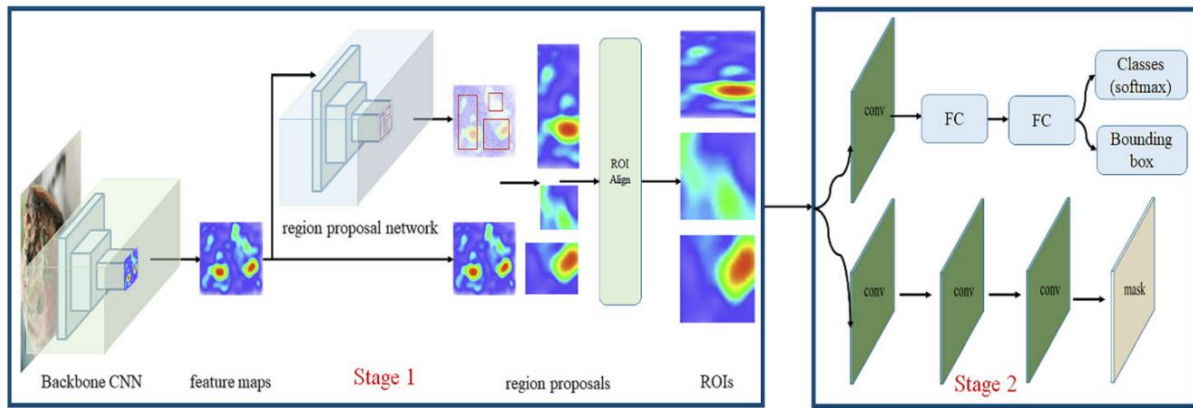 region proposal network
Backbone CNN
feature maps
Stage 1
region proposals
ROI
Align
ROIs
conv
FC
FC
Classes
(softmax)
Bounding
box
conv
conv
conv
mask
Stage 2